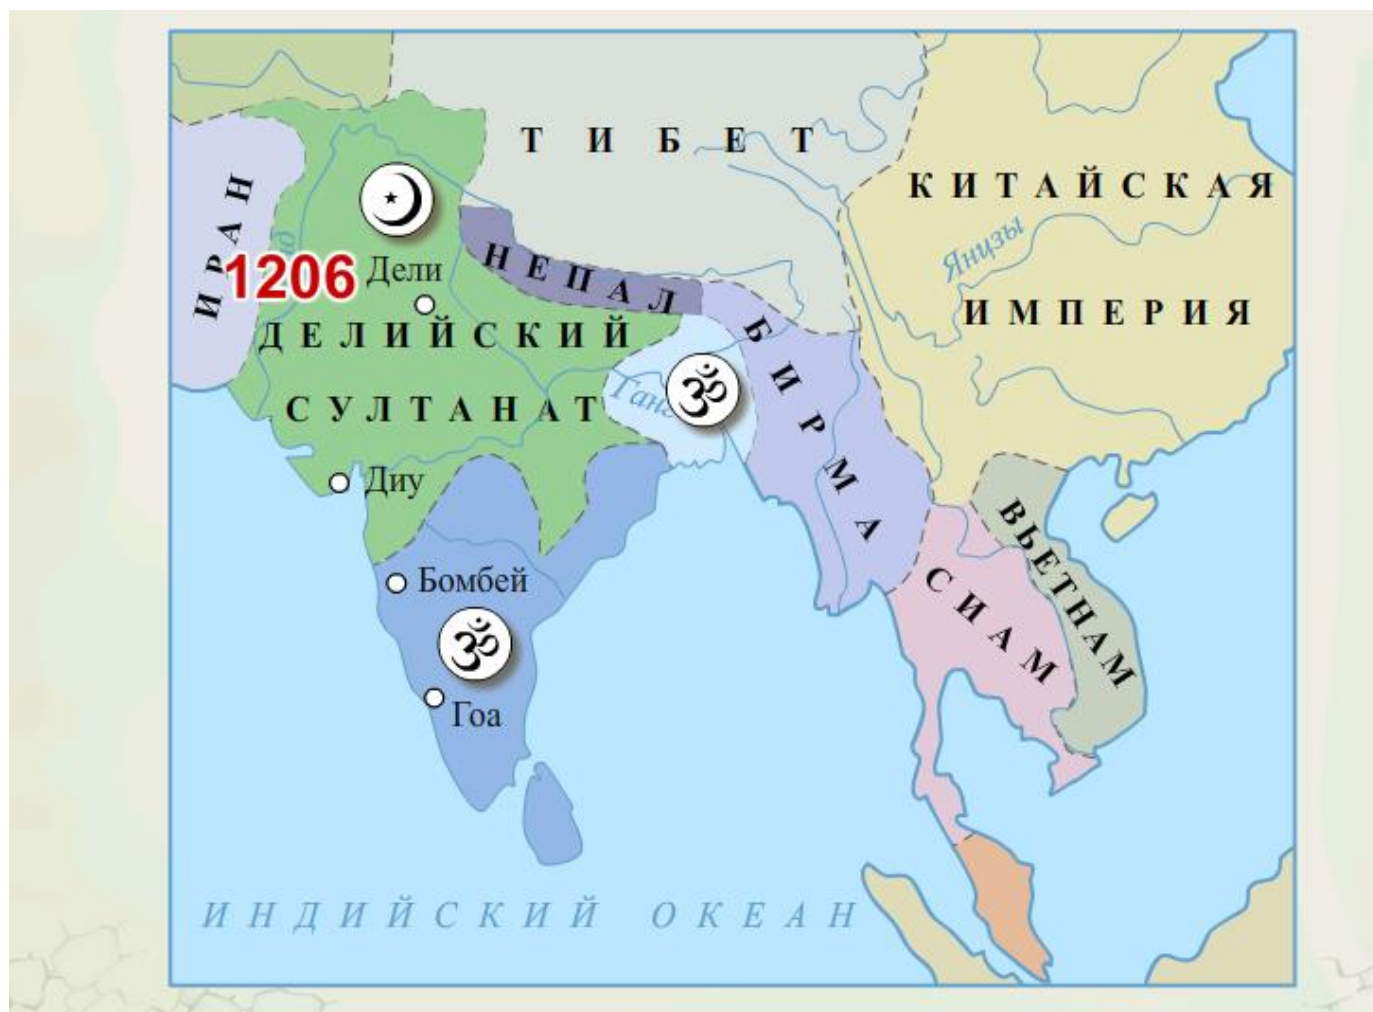 ТИБЕТ
КИТАЙСКАЯ
ИМПЕРИЯ
Янцзы
ИРАН
1206
Дели
НЕПАЛ
ДЕЛИЙСКИЙ
СУЛТАНАТ
БИРМА
Диу
ВЬЕТНАМ
СИАМ
Бомбей
ॐ
ॐ
Гоа
ИНДИЙСКИЙ ОКЕАН